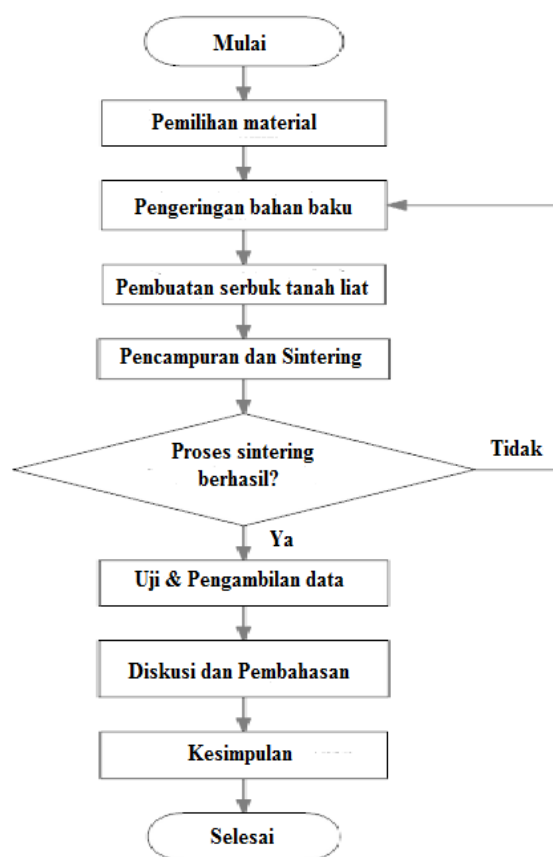 Mulai
Pemilihan material
Pengeringan bahan baku
Pembuatan serbuk tanah liat
Pencampuran dan Sintering
Proses sintering
berhasil?
Tidak
Ya
Uji & Pengambilan data
Diskusi dan Pembahasan
Kesimpulan
Selesai